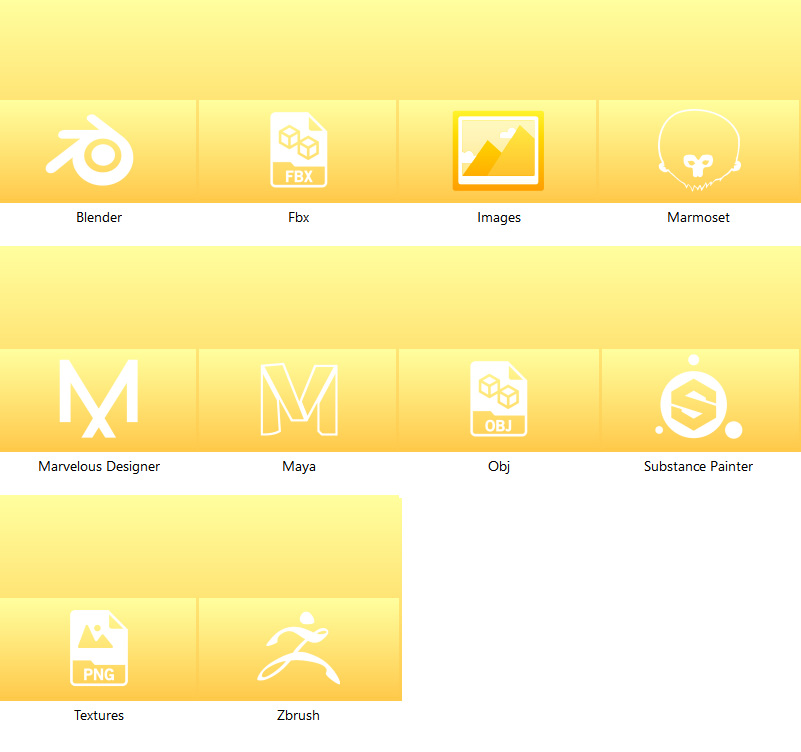 FBX
Blender
Fbx
Images
Marmoset
OBJ
Marvelous Designer
Maya
Obj
Substance Painter
PNG
Textures
Zbrush